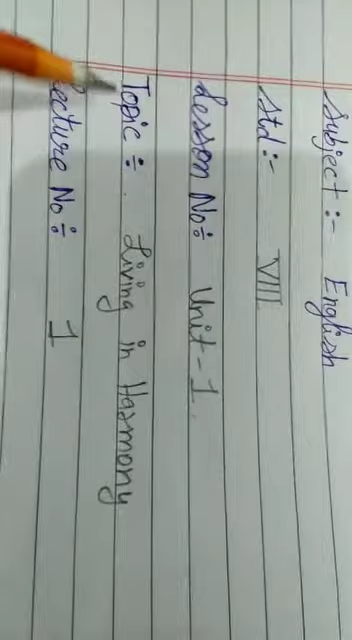 Subject :- English
Std :- VIII
Lesson No ÷ Unit - 1.
Topic ÷ Living in Harmony
Lecture No ÷ 1